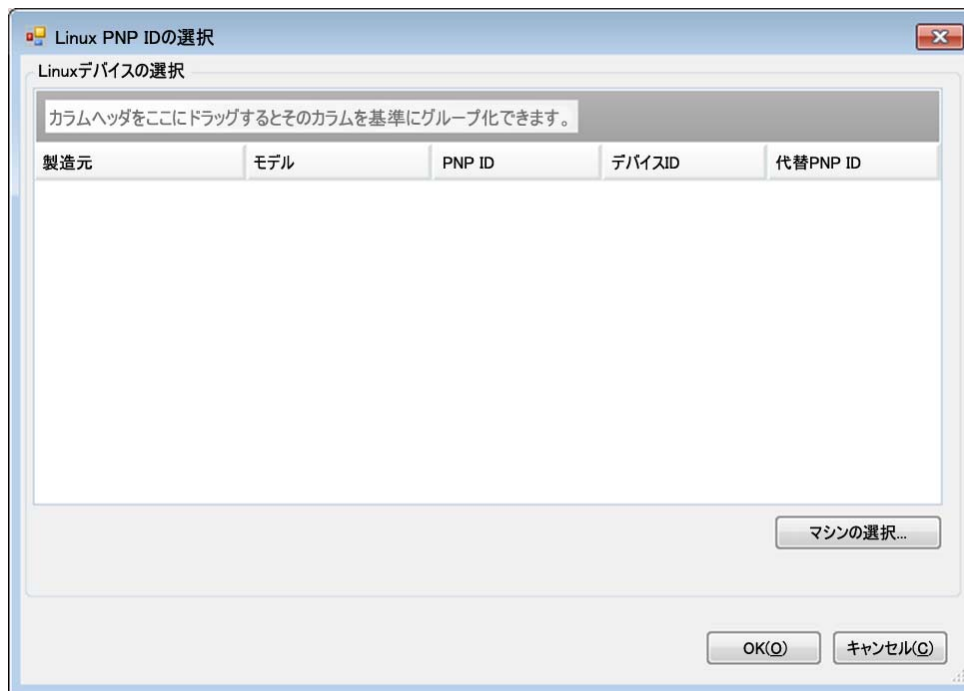 Linux PNP IDの選択
Linuxデバイスの選択
カラムヘッダをここにドラッグするとそのカラムを基準にグループ化できます。
製造元 モデル PNP ID デバイスID 代替PNP ID
マシンの選択...
OK(O) キャンセル(C)